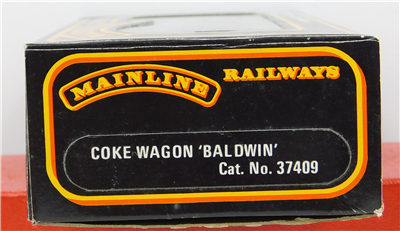 MAINLINE RAILWAYS
COKE WAGON 'BALDWIN'
Cat. No. 37409